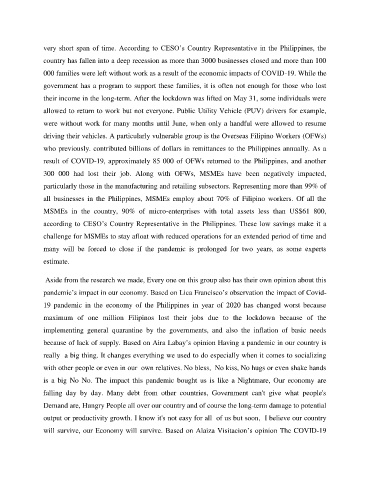 very short span of time. According to CESO's Country Representative in the Philippines, the
country has fallen into a deep recession as more than 3000 businesses closed and more than 100
000 families were left without work as a result of the economic impacts of COVID-19. While the
government has a program to support these families, it is often not enough for those who lost
their income in the long-term. After the lockdown was lifted on May 31, some individuals were
allowed to return to work but not everyone. Public Utility Vehicle (PUV) drivers for example,
were without work for many months until June, when only a handful were allowed to resume
driving their vehicles. A particularly vulnerable group is the Overseas Filipino Workers (OFWs)
who previously, contributed billions of dollars in remittances to the Philippines annually. As a
result of COVID-19, approximately 85 000 of OFWs returned to the Philippines, and another
300 000 had lost their job. Along with OFWs, MSMEs have been negatively impacted,
particularly those in the manufacturing and retailing subsectors. Representing more than 99% of
all businesses in the Philippines, MSMEs employ about 70% of Filipino workers. Of all the
MSMEs in the country, 90% of micro-enterprises with total assets less than US$61 800,
according to CESO's Country Representative in the Philippines. These low savings make it a
challenge for MSMEs to stay afloat with reduced operations for an extended period of time and
many will be forced to close if the pandemic is prolonged for two years, as some experts
estimate.
Aside from the research we made, Every one on this group also has their own opinion about this
pandemic's impact in our economy. Based on Lica Francisco's observation the impact of Covid-
19 pandemic in the economy of the Philippines in year of 2020 has changed worst because
maximum of one million Filipinos lost their jobs due to the lockdown because of the
implementing general quarantine by the governments, and also the inflation of basic needs
because of lack of supply. Based on Aira Labay's opinion Having a pandemic in our country is
really a big thing. It changes everything we used to do especially when it comes to socializing
with other people or even in our own relatives. No bless, No kiss, No hugs or even shake hands
is a big No No. The impact this pandemic bought us is like a Nightmare, Our economy are
falling day by day. Many debt from other countries, Government can't give what people's
Demand are, Hungry People all over our country and of course the long-term damage to potential
output or productivity growth. I know it's not easy for all of us but soon, I believe our country
will survive, our Economy will survive. Based on Alaiza Visitacion's opinion The COVID-19